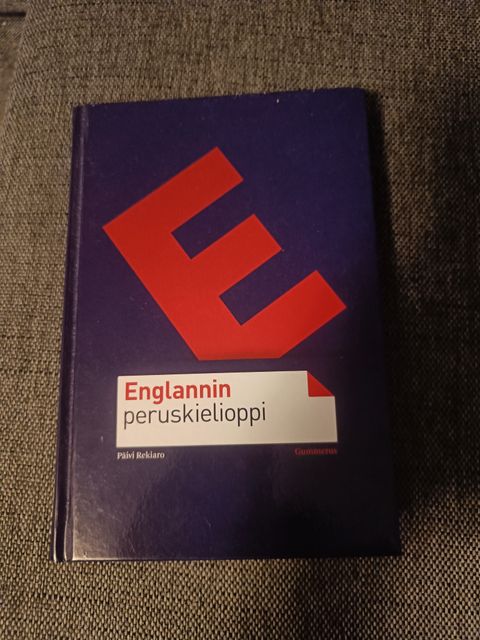 E
Englannin
peruskielioppi
Päivi Rekiaro
Gummerus